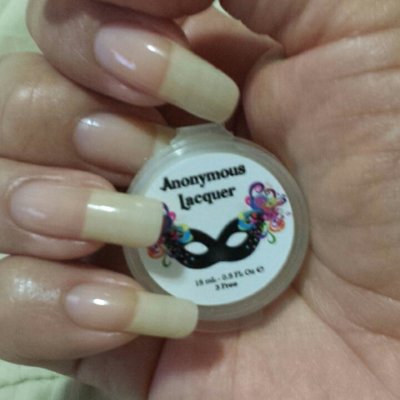 Anonymous
Lacquer
15 mL - 0.5 Fl Oz e
3 Free